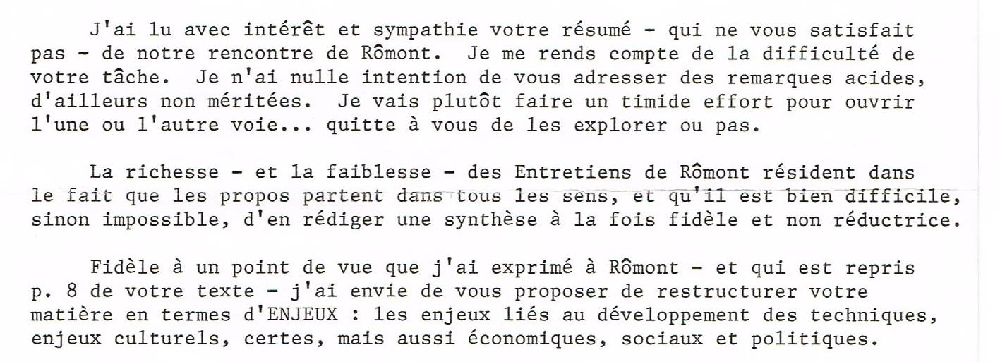 J'ai lu avec intérêt et sympathie votre résumé - qui ne vous satisfait
pas - de notre rencontre de Rômont.  Je me rends compte de la difficulté de
votre tâche.  Je n'ai nulle intention de vous adresser des remarques acides,
d'ailleurs non méritées.  Je vais plutôt faire un timide effort pour ouvrir
l'une ou l'autre voie... quitte à vous de les explorer ou pas.
La richesse - et la faiblesse - des Entretiens de Rômont résident dans
le fait que les propos partent dans tous les sens, et qu'il est bien difficile,
sinon impossible, d'en rédiger une synthèse à la fois fidèle et non réductrice.
Fidèle à un point de vue que j'ai exprimé à Rômont - et qui est repris
p. 8 de votre texte - j'ai envie de vous proposer de restructurer votre
matière en termes d'ENJEUX : les enjeux liés au développement des techniques,
enjeux culturels, certes, mais aussi économiques, sociaux et politiques.